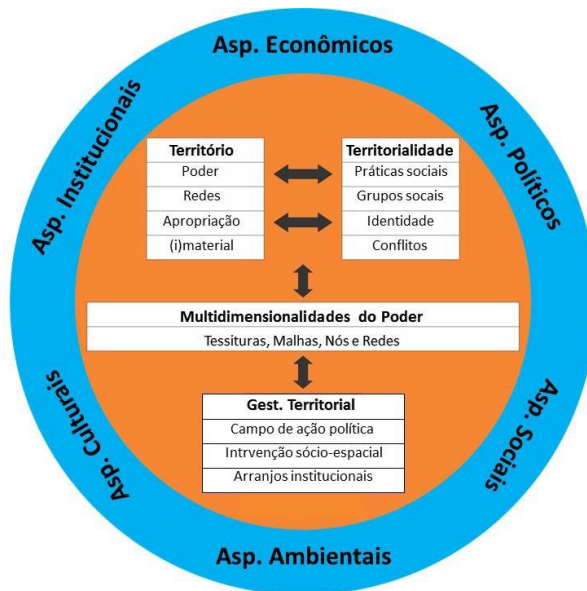 Asp. Econômicos
Asp. Institucionais
Asp. Políticos
Território
Poder
Redes
Apropriação
(i)material
Territorialidade
Práticas sociais
Grupos socais
Identidade
Conflitos
Multidimensionalidades do Poder
Tessituras, Malhas, Nós e Redes
Gest. Territorial
Campo de ação política
Intrvenção sócio-espacial
Arranjos institucionais
Asp. Culturais
Asp. Sociais
Asp. Ambientais